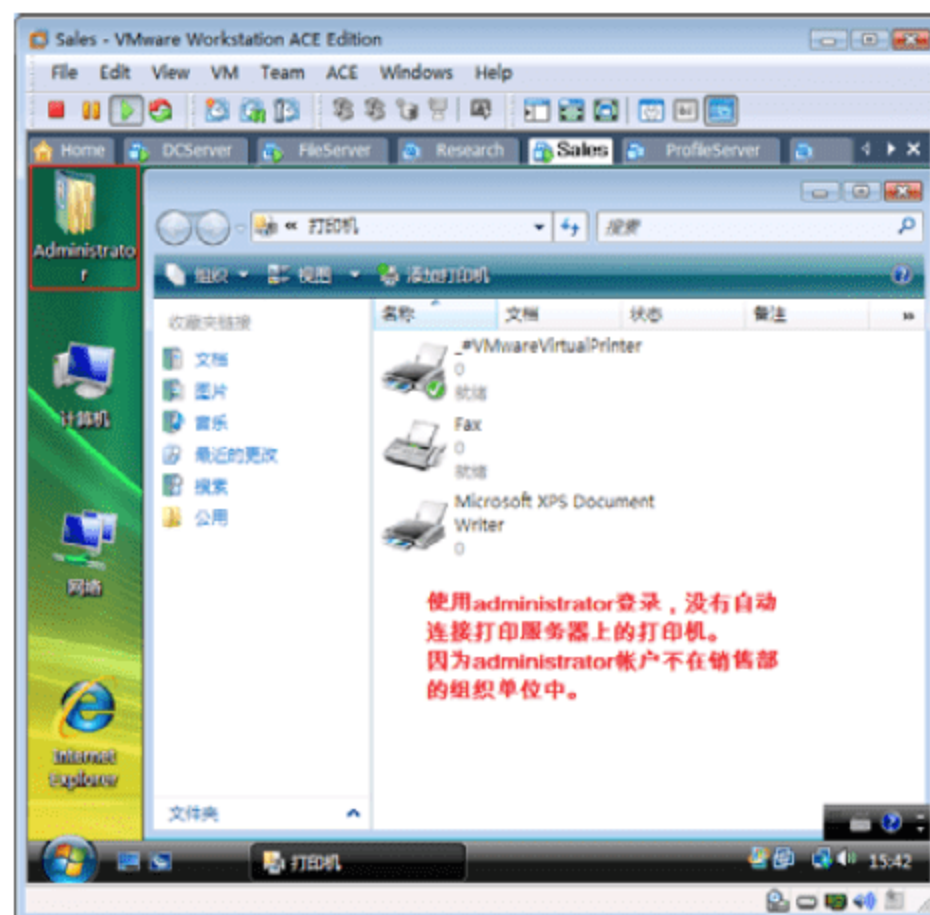 Sales - VMware Workstation ACE Edition
File Edit View VM Team ACE Windows Help
Home DCServer FileServer Research Sales ProfileServer
Administrato
r
« 打印机
搜索
组织 视图 添加打印机
收藏夹链接
名称 文档 状态 备注 »
文档
图片
音乐
最近的更改
搜索
公用
_#VMwareVirtualPrinter
0
就绪
Fax
0
就绪
Microsoft XPS Document
Writer
0
计算机
网络
Internet
Explorer
使用administrator登录，没有自动
连接打印服务器上的打印机。
因为administrator帐户不在销售部
的组织单位中。
文件夹
打印机
15:42